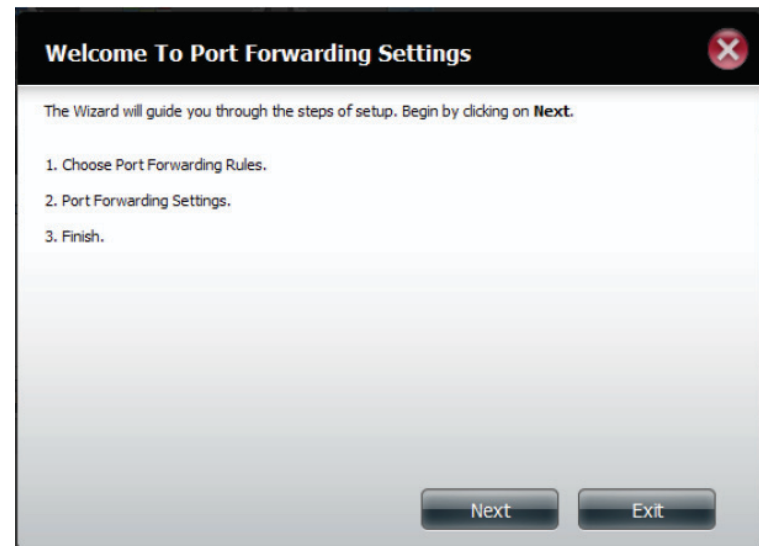 Welcome To Port Forwarding Settings
The Wizard will guide you through the steps of setup. Begin by clicking on Next.
1. Choose Port Forwarding Rules.
2. Port Forwarding Settings.
3. Finish.
Next
Exit